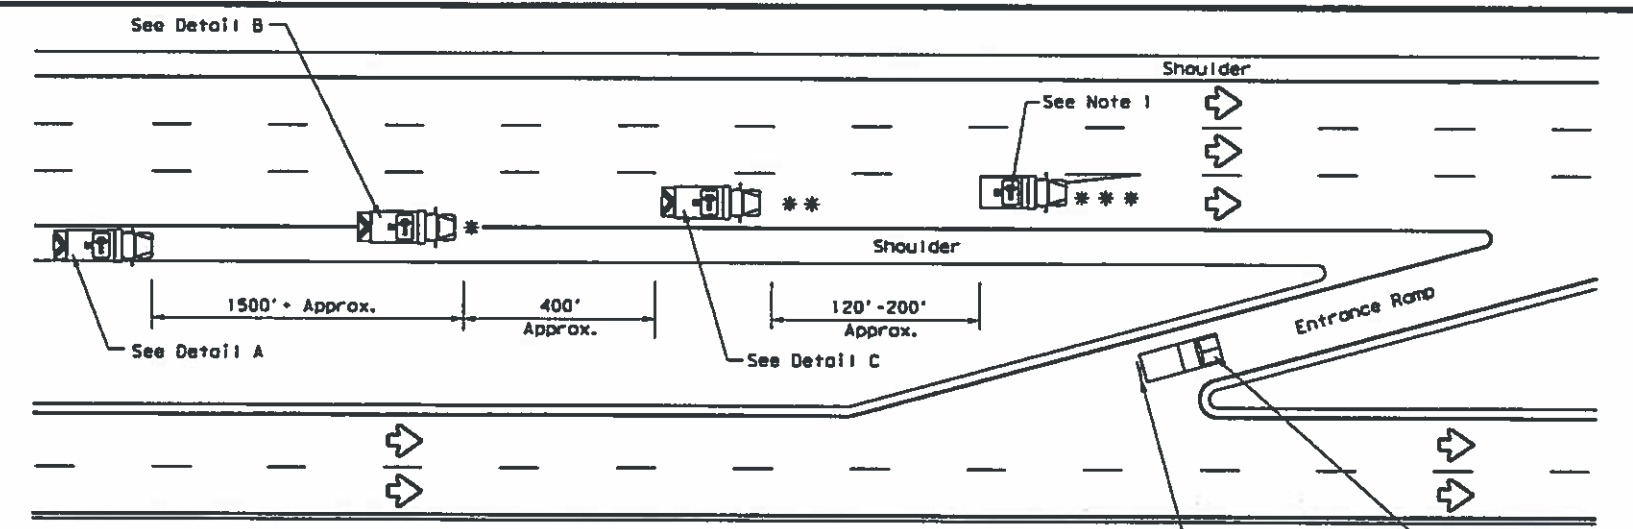 See Detail B
Shoulder
See Note 1
*
**
***
Shoulder
1500'+ Approx.
400'
Approx.
120'-200'
Approx.
Entrance Ramp
See Detail A
See Detail C